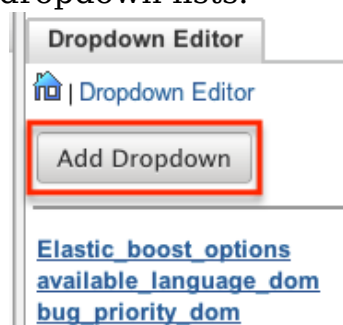 dropdown lists.
Dropdown Editor
| Dropdown Editor
Add Dropdown
Elastic_boost_options
available_language_dom
bug_priority_dom